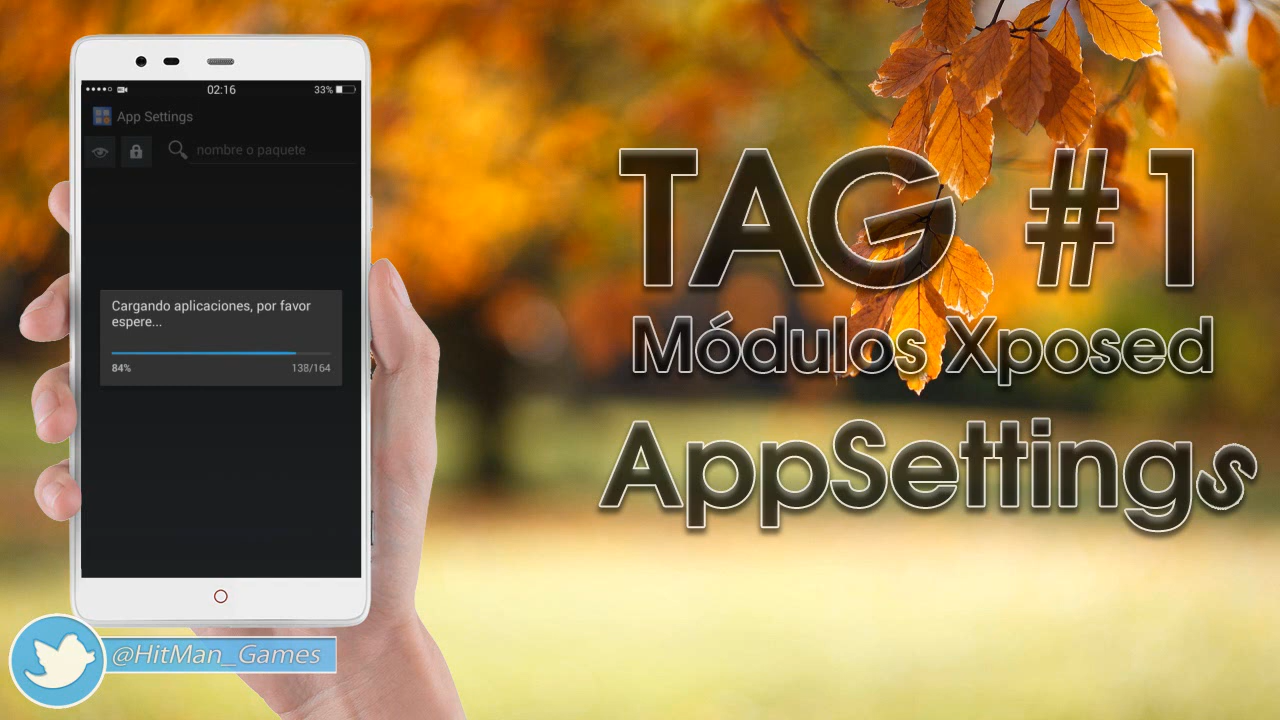 02:16
33%
App Settings
nombre o paquete
Cargando aplicaciones, por favor
espere...
84%
138/164
TAG #1
Módulos Xposed
AppSettings
@HitMan_Games